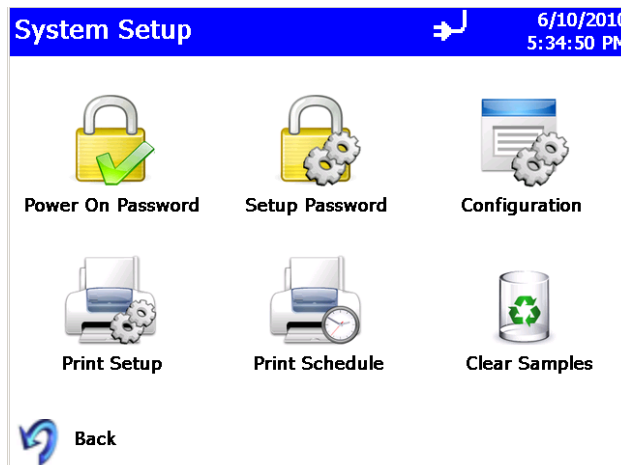 System Setup
6/10/2010
5:34:50 PM
Power On Password
Setup Password
Configuration
Print Setup
Print Schedule
Clear Samples
Back